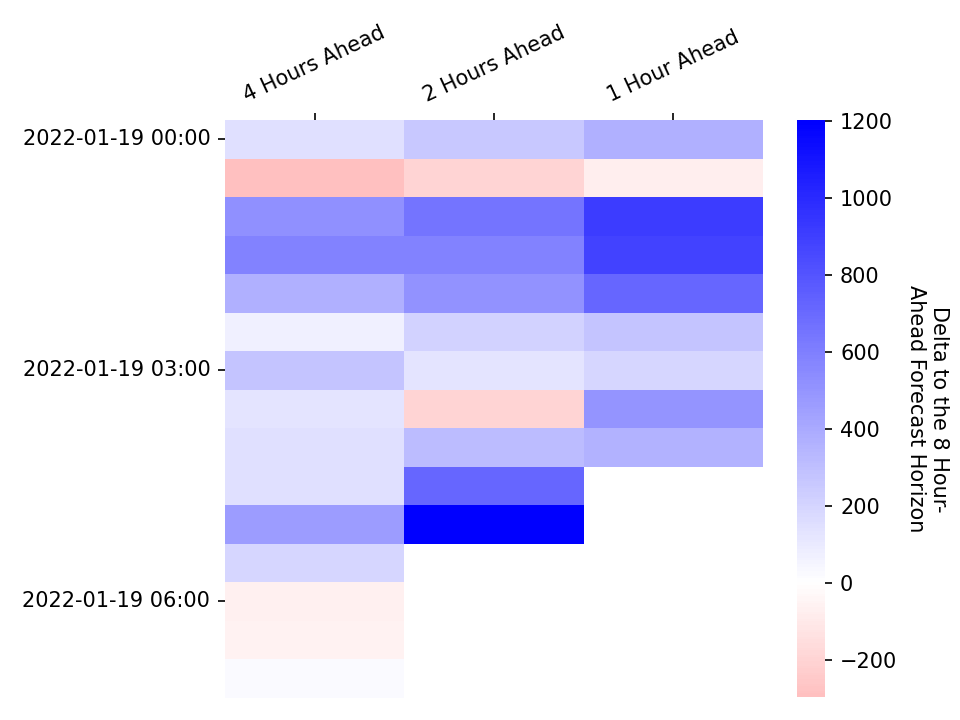 4 Hours Ahead
2 Hours Ahead
1 Hour Ahead
2022-01-19 00:00
2022-01-19 03:00
2022-01-19 06:00
1200
1000
800
600
400
200
0
−200
Delta to the 8 Hour-
Ahead Forecast Horizon